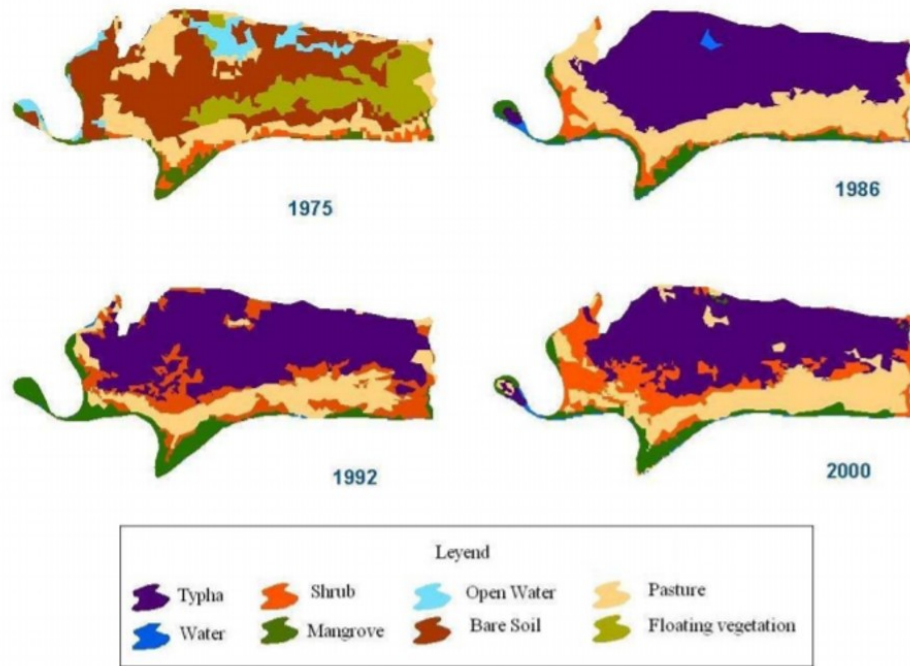 1975
1986
1992
2000
Leyend
Typha
Shrub
Open Water
Pasture
Water
Mangrove
Bare Soil
Floating vegetation